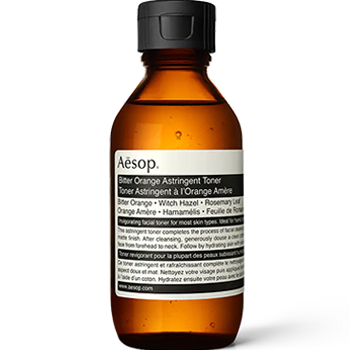 Aēsop.
Bitter Orange Astringent Toner
Toner Astringent à l'Orange Amère
Bitter Orange • Witch Hazel • Rosemary Leaf
Orange Amère • Hamamélis • Feuille de
Invigorating facial toner for most skin types. Ideal for
This astringent toner completes the process of facial
matte finish. After cleansing, generously douse a
face from forehead to neck. Follow by hydrating skin with
Toner revigorant pour la plupart des peaux
Ce toner astringent et rafraîchissant complète le
aspect doux et mat. Nettoyez votre visage puis
à l'aide d'un coton. Hydratez ensuite votre peau avec
www.aesop.com